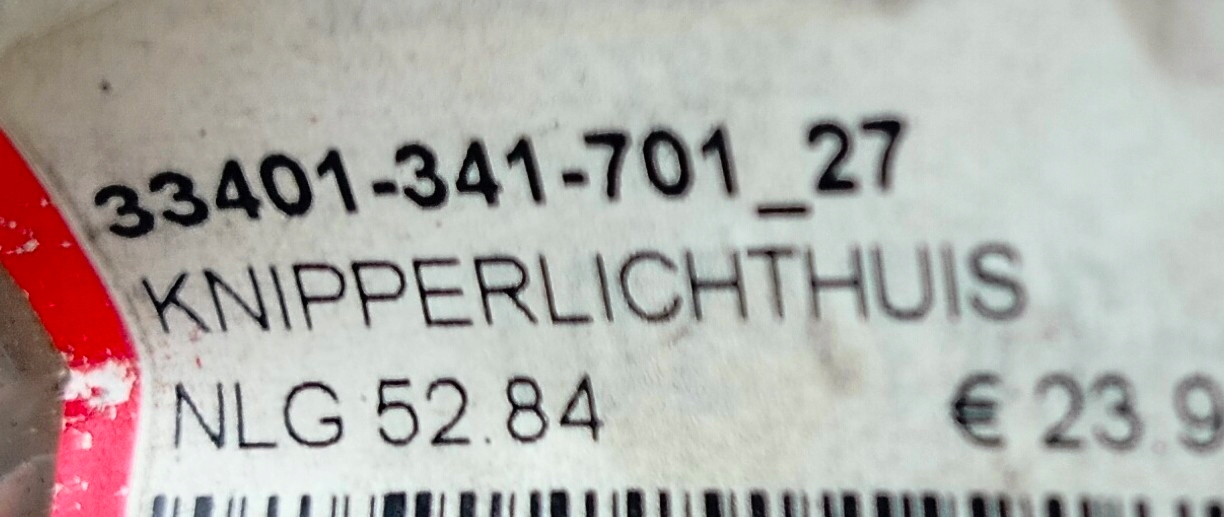 33401-341-701_27
KNIPPERLICHTHUIS
NLG 52.84 € 23.9